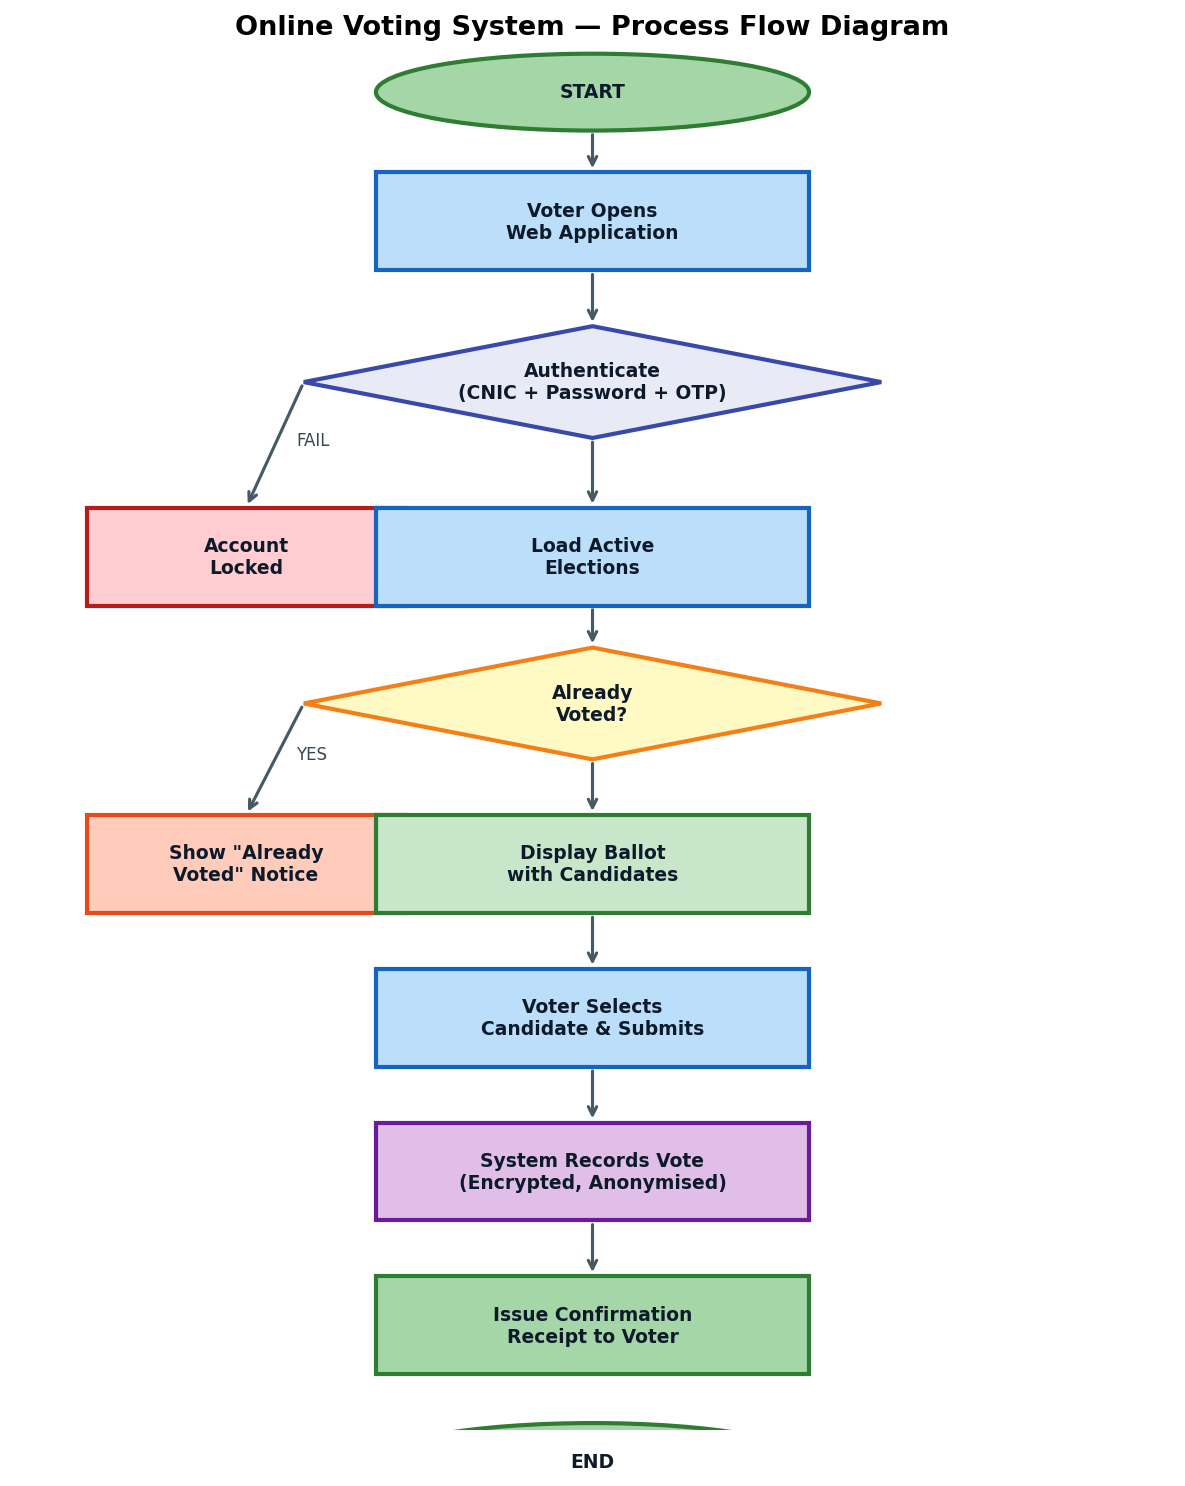 Online Voting System — Process Flow Diagram
START
Voter Opens
Web Application
Authenticate
(CNIC + Password + OTP)
FAIL
Account
Locked
Load Active
Elections
Already
Voted?
YES
Show "Already
Voted" Notice
Display Ballot
with Candidates
Voter Selects
Candidate & Submits
System Records Vote
(Encrypted, Anonymised)
Issue Confirmation
Receipt to Voter
END